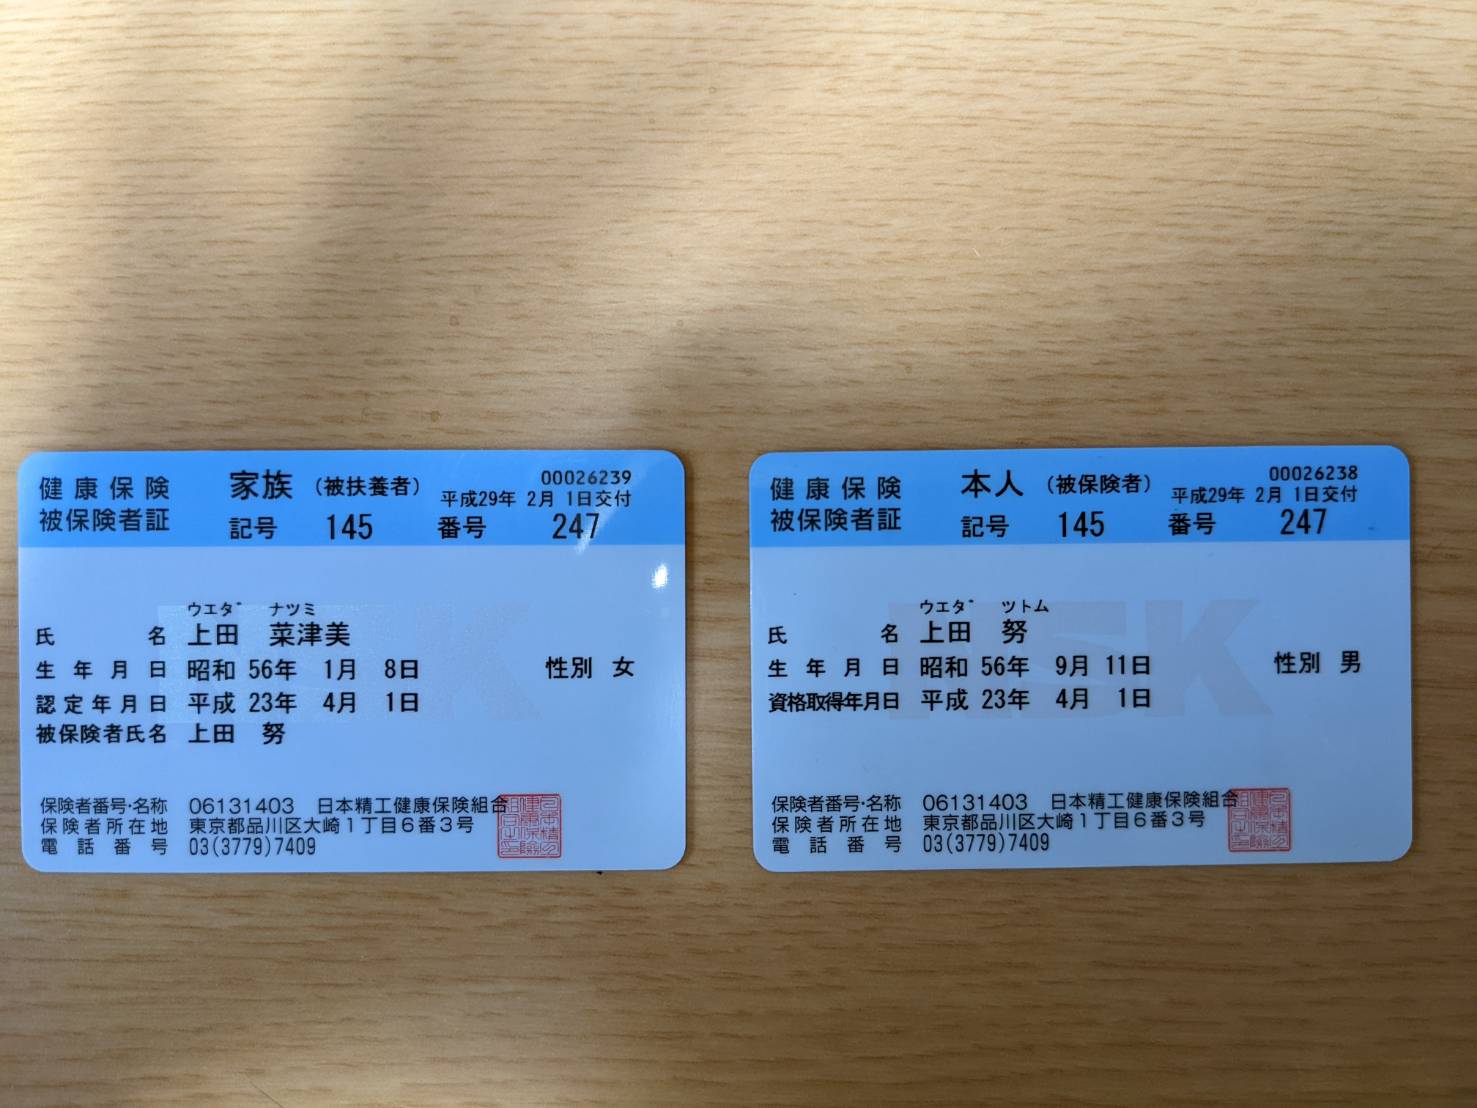 健康保険 家族（被扶養者） 00026239
被保険者証 平成29年 2月 1日交付
記号 145 番号 247
ウエダ ナツミ
氏名 上田 菜津美
生年月日 昭和 56年 1月 8日 性別 女
認定年月日 平成 23年 4月 1日
被保険者氏名 上田 努
保険者番号・名称 06131403 日本精工健康保険組合
保険者所在地 東京都品川区大崎1丁目6番3号
電話番号 03(3779)7409
NSK
健康保険 本人（被保険者） 00026238
被保険者証 平成29年 2月 1日交付
記号 145 番号 247
ウエダ ツトム
氏名 上田 努
生年月日 昭和 56年 9月 11日 性別 男
資格取得年月日 平成 23年 4月 1日
保険者番号・名称 06131403 日本精工健康保険組合
保険者所在地 東京都品川区大崎1丁目6番3号
電話番号 03(3779)7409
NSK